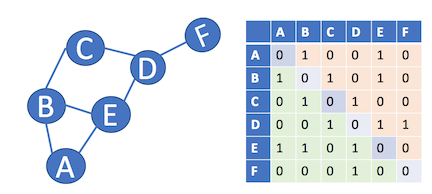 F
C
D
B
E
A
A B C D E F
A 0 1 0 0 1 0
B 1 0 1 0 1 0
C 0 1 0 1 0 0
D 0 0 1 0 1 1
E 1 1 0 1 0 0
F 0 0 0 1 0 0